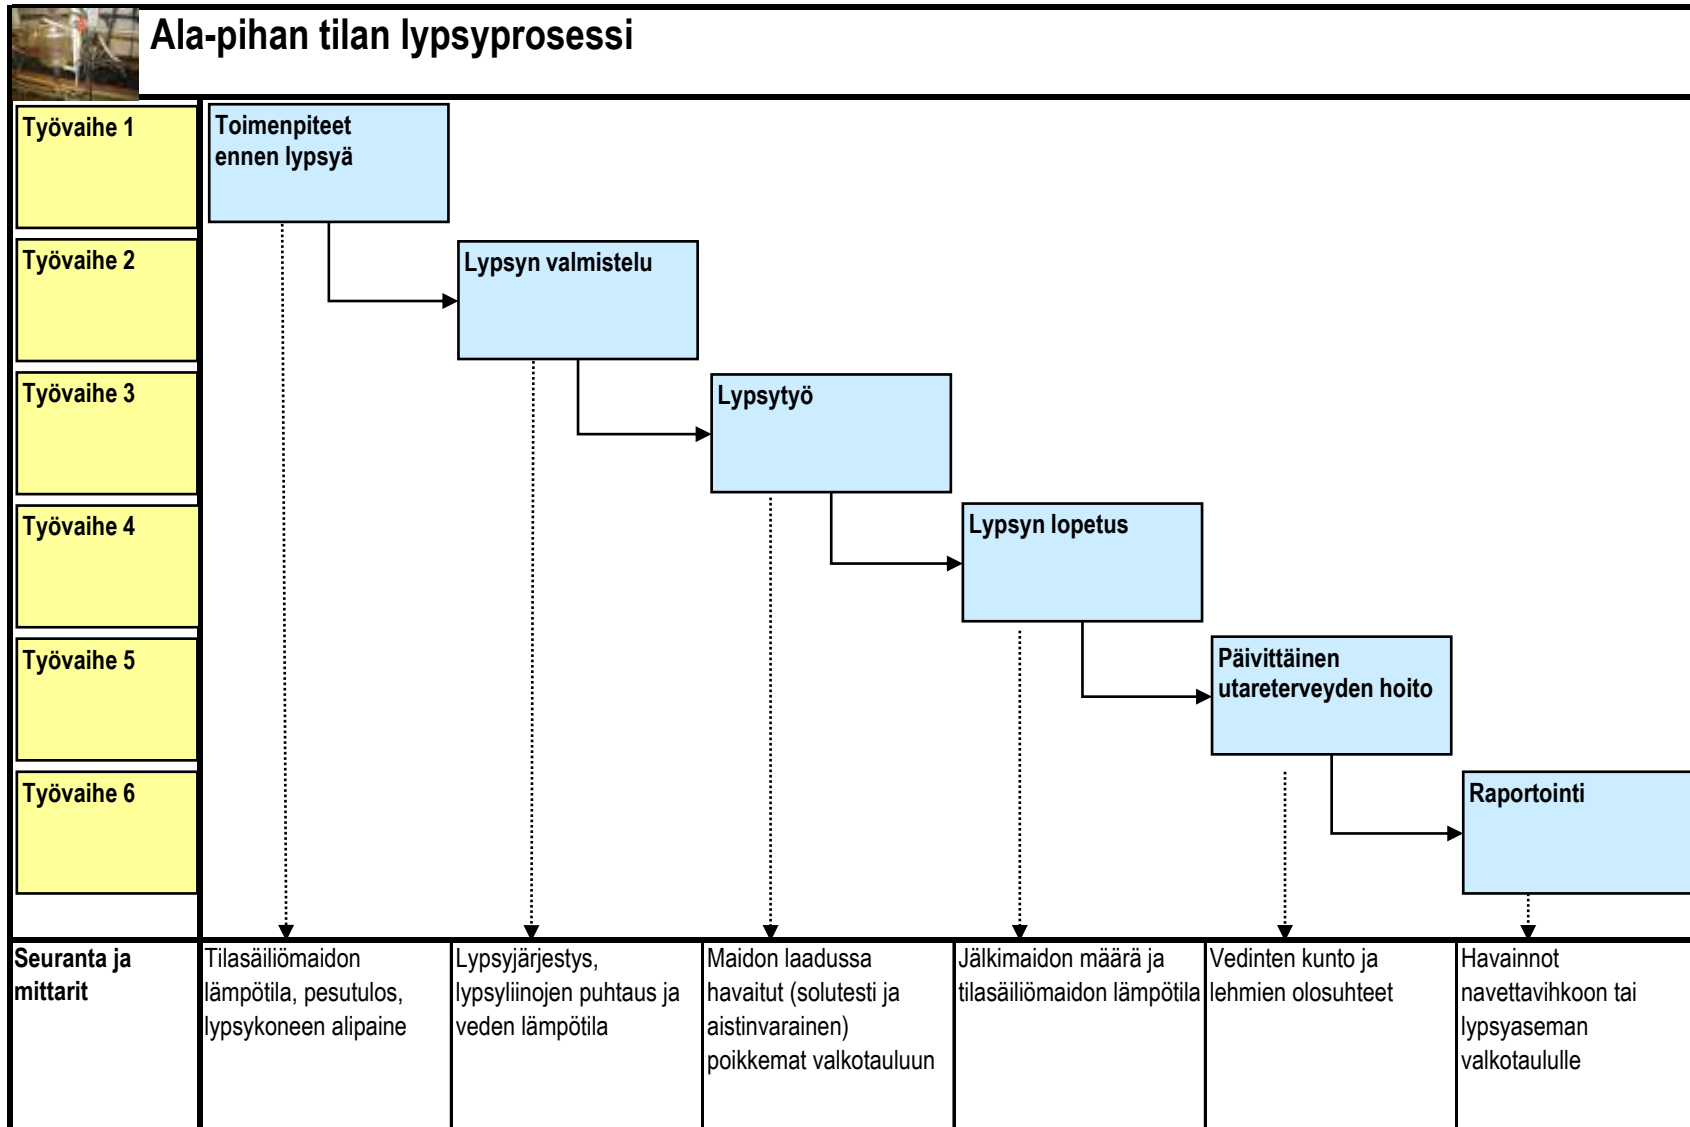 Ala-pihan tilan lypsyprosessi
Työvaihe 1
Toimenpiteet
ennen lypsyä
Työvaihe 2
Lypsyn valmistelu
Työvaihe 3
Lypsytyö
Työvaihe 4
Lypsyn lopetus
Työvaihe 5
Päivittäinen
utareterveyden hoito
Työvaihe 6
Raportointi
Seuranta ja
mittarit
Tilasäiliömaidon
lämpötila, pesutulos,
lypsykoneen alipaine
Lypsyjärjestys,
lypsyliinojen puhtaus ja
veden lämpötila
Maidon laadussa
havaitut (solutesti ja
aistinvarainen)
poikkemat valkotauluun
Jälkimaidon määrä ja
tilasäiliömaidon lämpötila
Vedinten kunto ja
lehmien olosuhteet
Havainnot
navettavihkoon tai
lypsyaseman
valkotaululle